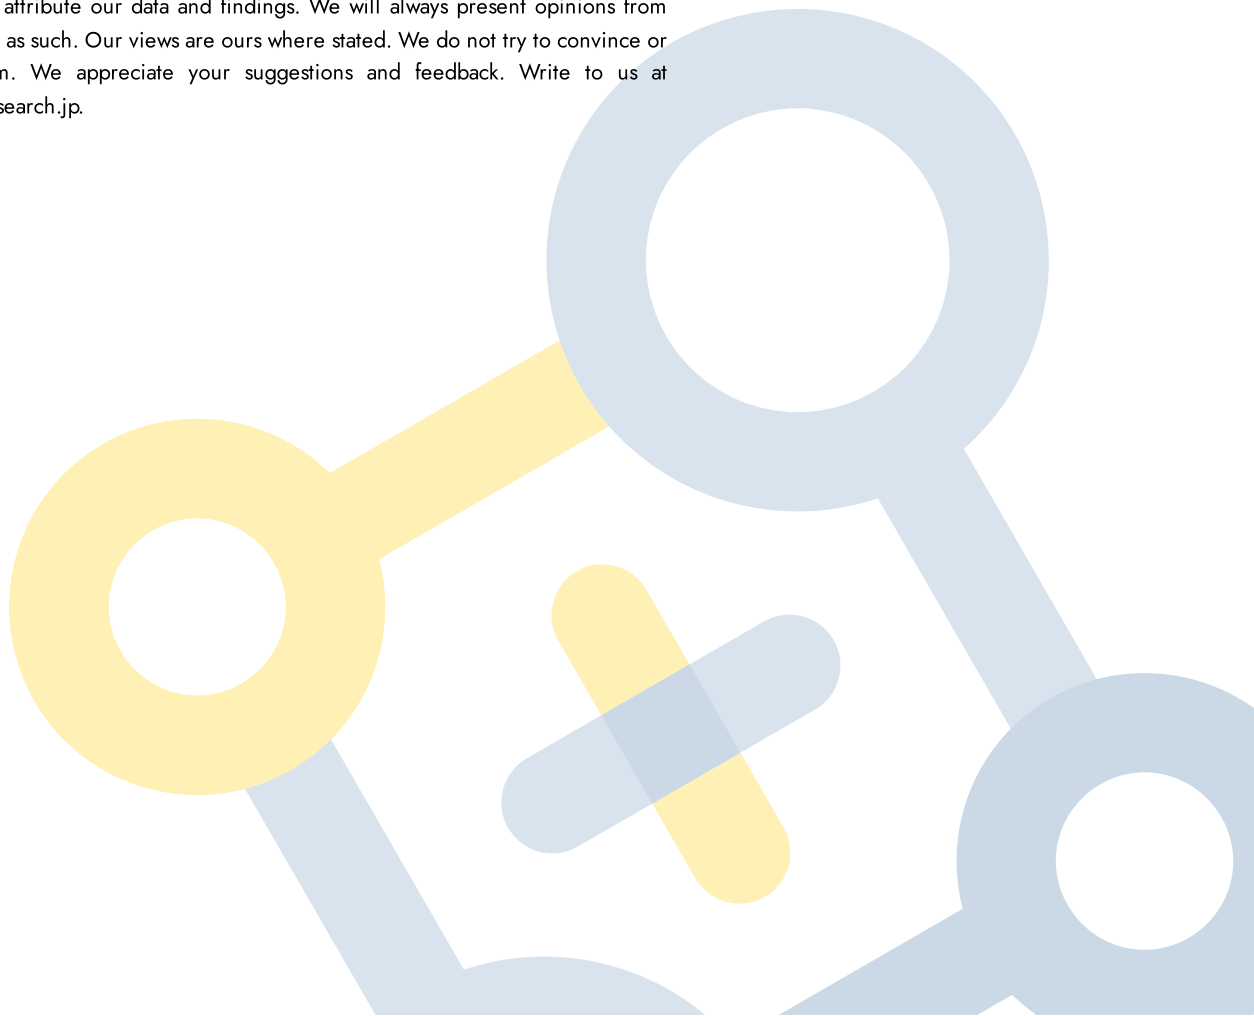 attribute our data and findings. We will always present opinions from
as such. Our views are ours where stated. We do not try to convince or
We appreciate your suggestions and feedback. Write to us at
search.jp.